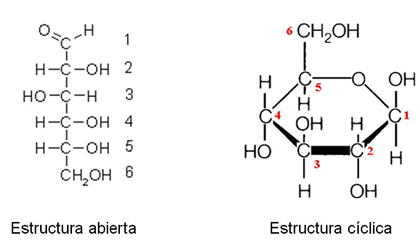 O H
C 1
H C OH 2
HO C H 3
H C OH 4
H C OH 5
CH2OH 6
Estructura abierta
6 CH2OH
H C O OH
5
H H
C 4 C 1
OH H
HO C C H
3 2
H OH
Estructura cíclica